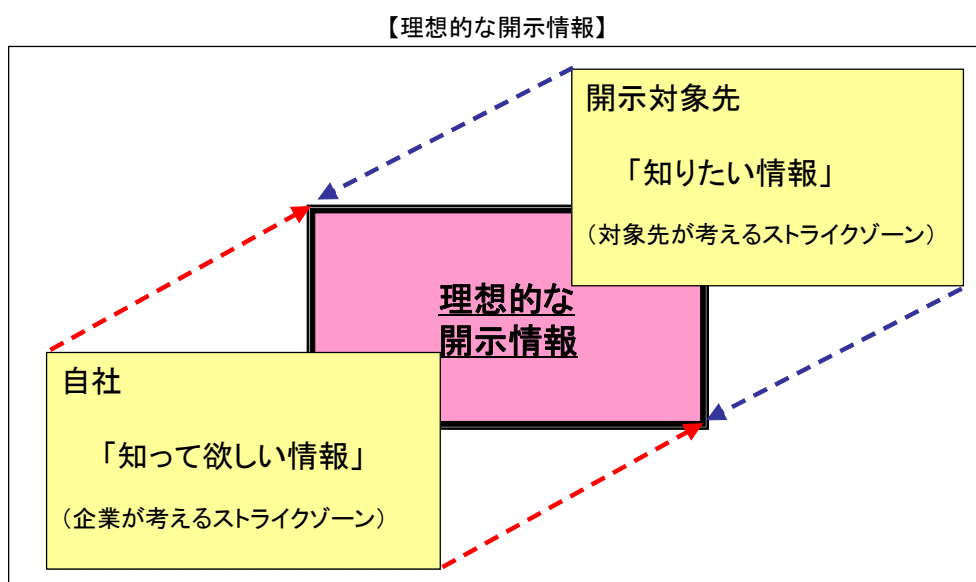 【理想的な開示情報】
開示対象先
「知りたい情報」
（対象先が考えるストライクゾーン）
理想的な
開示情報
自社
「知って欲しい情報」
（企業が考えるストライクゾーン）